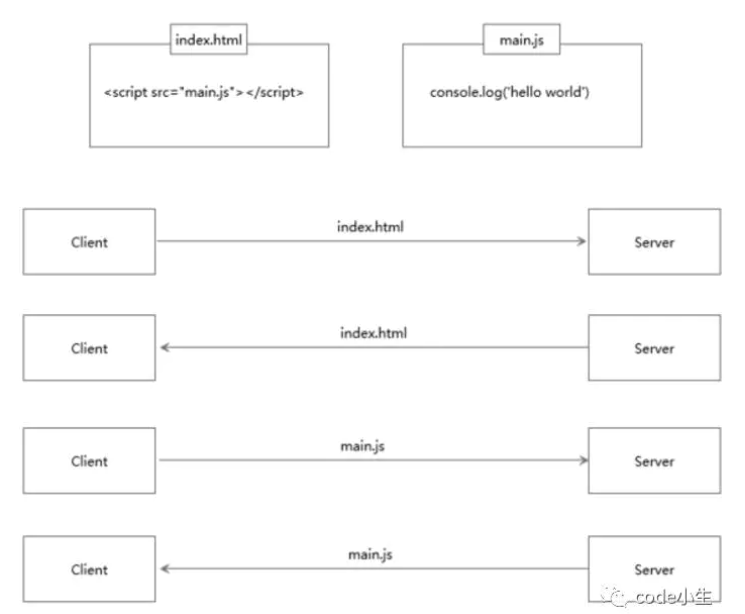 index.html
main.js
<script src="main.js"></script>
console.log('hello world')
index.html
Client
Server
index.html
Client
Server
main.js
Client
Server
main.js
Client
Server
code小生